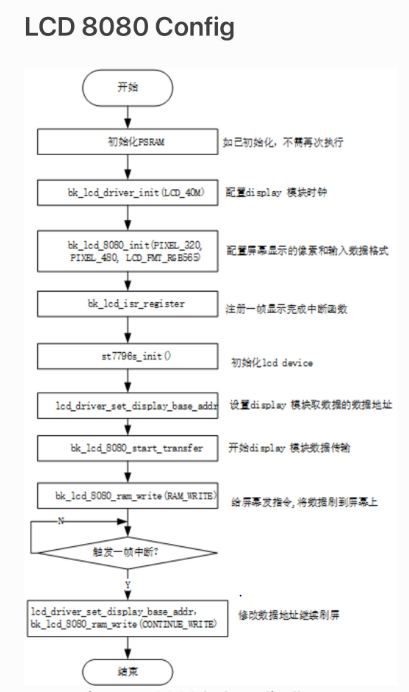 LCD 8080 Config
开始
初始化PSRAM
如已初始化，不需再次执行
bk_lcd_driver_init(LCD_40M)
配置display 模块时钟
bk_lcd_8080_init(PIXEL_320,
PIXEL_480, LCD_FMT_RGB565)
配置屏幕显示的像素和输入数据格式
bk_lcd_isr_register
注册一帧显示完成中断函数
st7796s_init()
初始化lcd device
lcd_driver_set_display_base_addr
设置display 模块取数据的数据地址
bk_lcd_8080_start_transfer
开始display 模块数据传输
bk_lcd_8080_ram_write(RAM_WRITE)
给屏幕发指令,将数据刷到屏幕上
N
触发一帧中断?
Y
lcd_driver_set_display_base_addr,
bk_lcd_8080_ram_write(CONTINUE_WRITE)
修改数据地址继续刷屏
结束